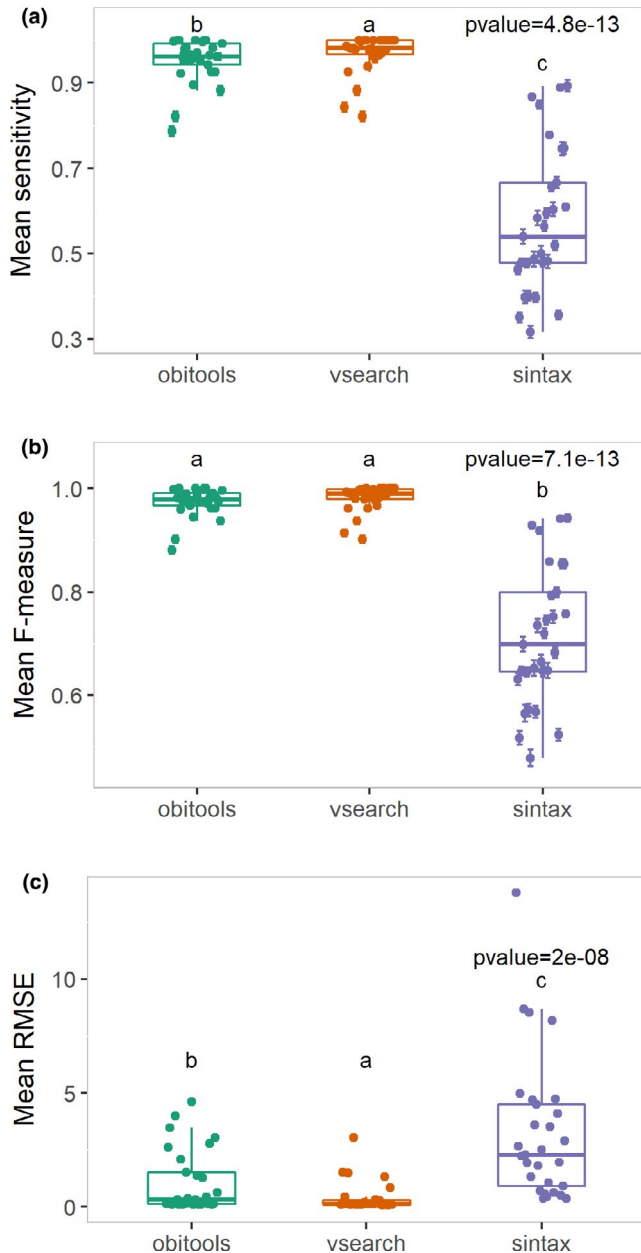 (a)
b
a
pvalue=4.8e-13
c
Mean sensitivity
0.9
0.7
0.5
0.3
obitools
vsearch
sintax
(b)
a
a
pvalue=7.1e-13
b
Mean F-measure
1.0
0.8
0.6
obitools
vsearch
sintax
(c)
pvalue=2e-08
c
b
a
Mean RMSE
10
5
0
obitools
vsearch
sintax